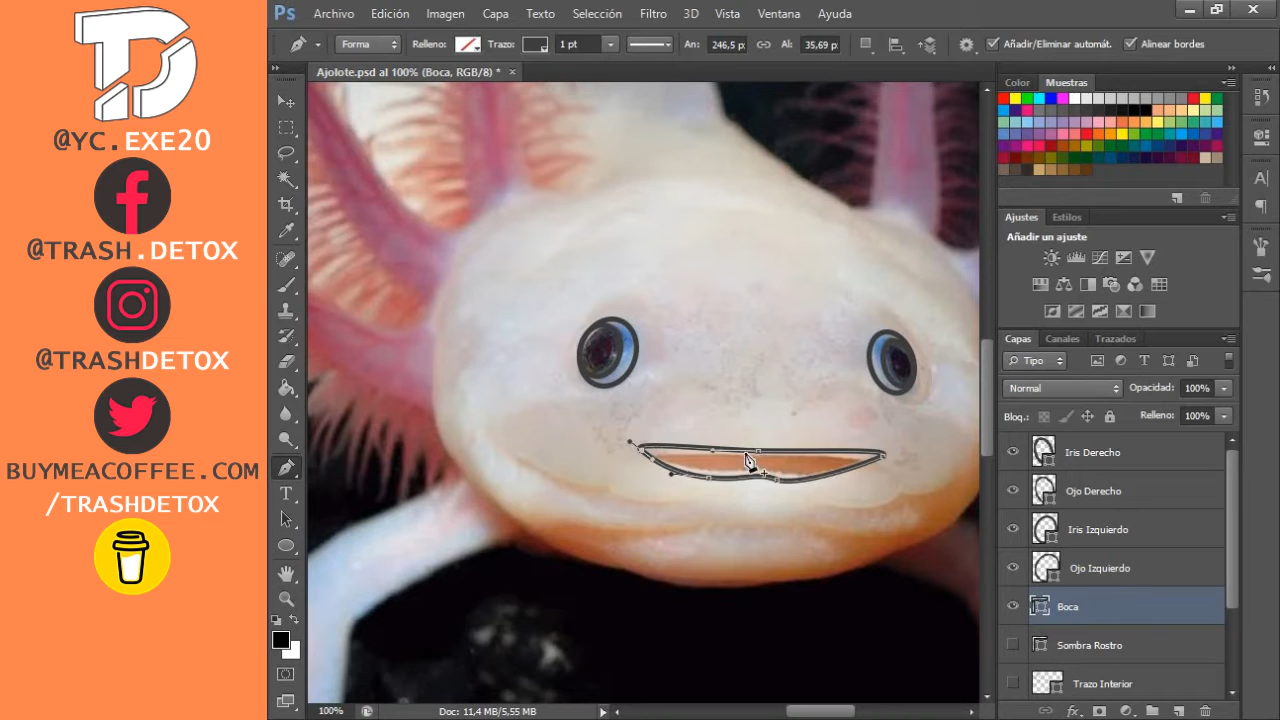 TD
@YC.EXE20
@TRASH.DETOX
@TRASHDETOX
BUYMEACOFFEE.COM
/TRASHDETOX
Ps
Archivo Edición Imagen Capa Texto Selección Filtro 3D Vista Ventana Ayuda
Forma Relleno: Trazo: 1 pt An: 246,5 p: Al: 35,69 p: Añadir/Eliminar automát. Alinear bordes
Ajolote.psd al 100% (Boca, RGB/8) *
Color Muestras
Ajustes Estilos
Añadir un ajuste
Capas Canales Trazados
Tipo
Normal Opacidad: 100%
Bloq.: Relleno: 100%
Iris Derecho
Ojo Derecho
Iris Izquierdo
Ojo Izquierdo
Boca
Sombra Rostro
Trazo Interior
100% Doc: 11,4 MB/5,55 MB